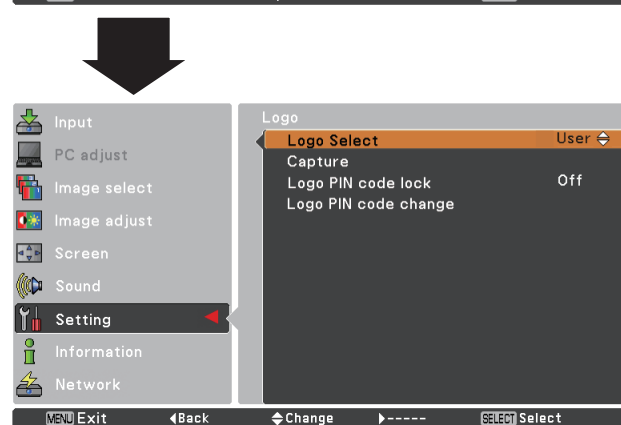 Input
PC adjust
Image select
Image adjust
Screen
Sound
Setting
Information
Network
Logo
Logo Select User
Capture
Logo PIN code lock Off
Logo PIN code change
MENU Exit Back Change ----- SELECT Select